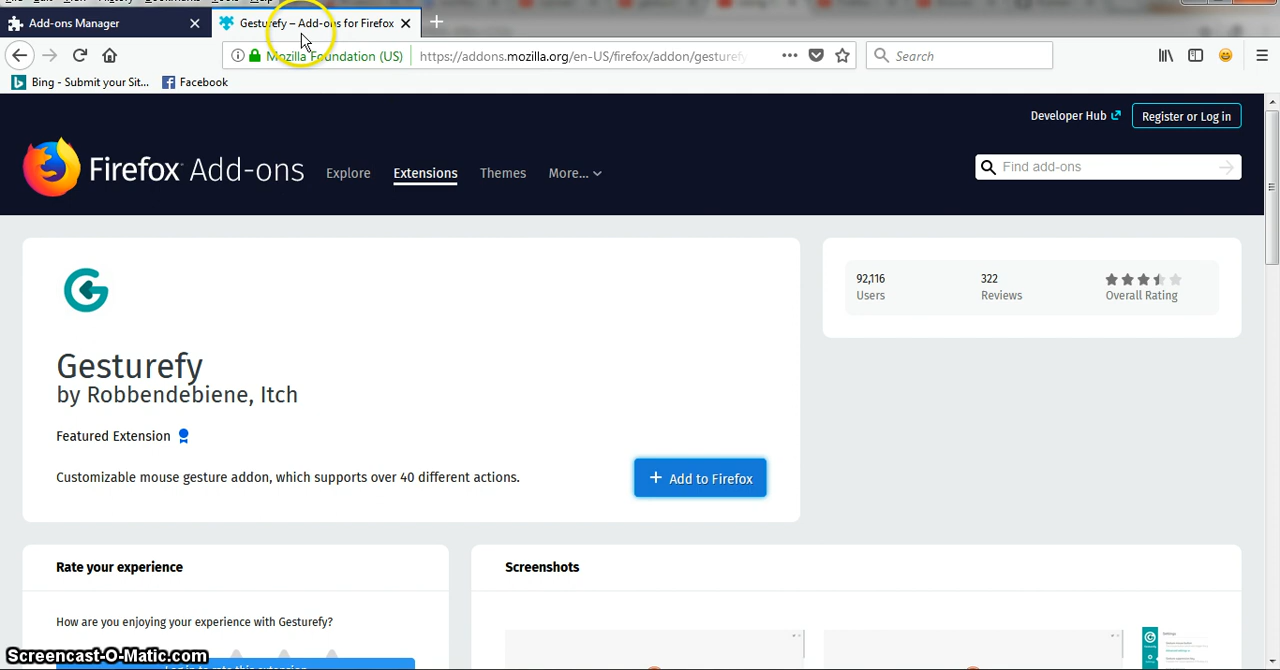 Add-ons Manager
Gesturefy – Add-ons for Firefox
Mozilla Foundation (US)
https://addons.mozilla.org/en-US/firefox/addon/gesturefy
Search
Bing - Submit your Sit...
Facebook
Developer Hub
Register or Log in
Firefox Add-ons
Explore
Extensions
Themes
More...
Find add-ons
92,116
Users
322
Reviews
Overall Rating
Gesturefy
by Robbendebiene, Itch
Featured Extension
Customizable mouse gesture addon, which supports over 40 different actions.
+ Add to Firefox
Rate your experience
How are you enjoying your experience with Gesturefy?
Screenshots
Screencast-O-Matic.com